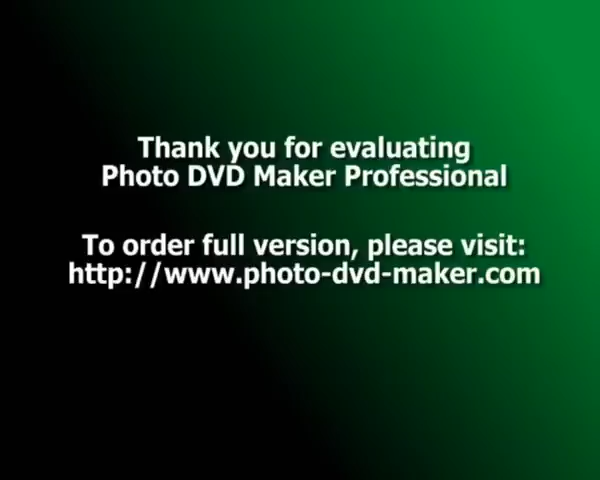 Thank you for evaluating
Photo DVD Maker Professional
To order full version, please visit:
http://www.photo-dvd-maker.com